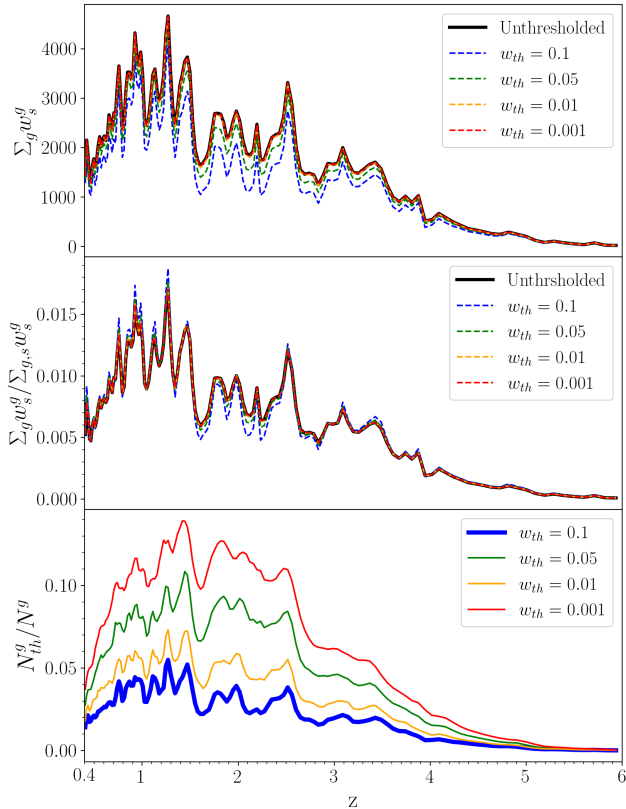 Σ_g w_s^g
4000
3000
2000
1000
0
Unthresholded
w_th = 0.1
w_th = 0.05
w_th = 0.01
w_th = 0.001
Σ_g w_s^g/Σ_g,s w_s^g
0.015
0.010
0.005
0.000
Unthrsholded
w_th = 0.1
w_th = 0.05
w_th = 0.01
w_th = 0.001
N_th^g/N^g
0.10
0.05
0.00
w_th = 0.1
w_th = 0.05
w_th = 0.01
w_th = 0.001
0.4 1 2 3 4 5 6
z